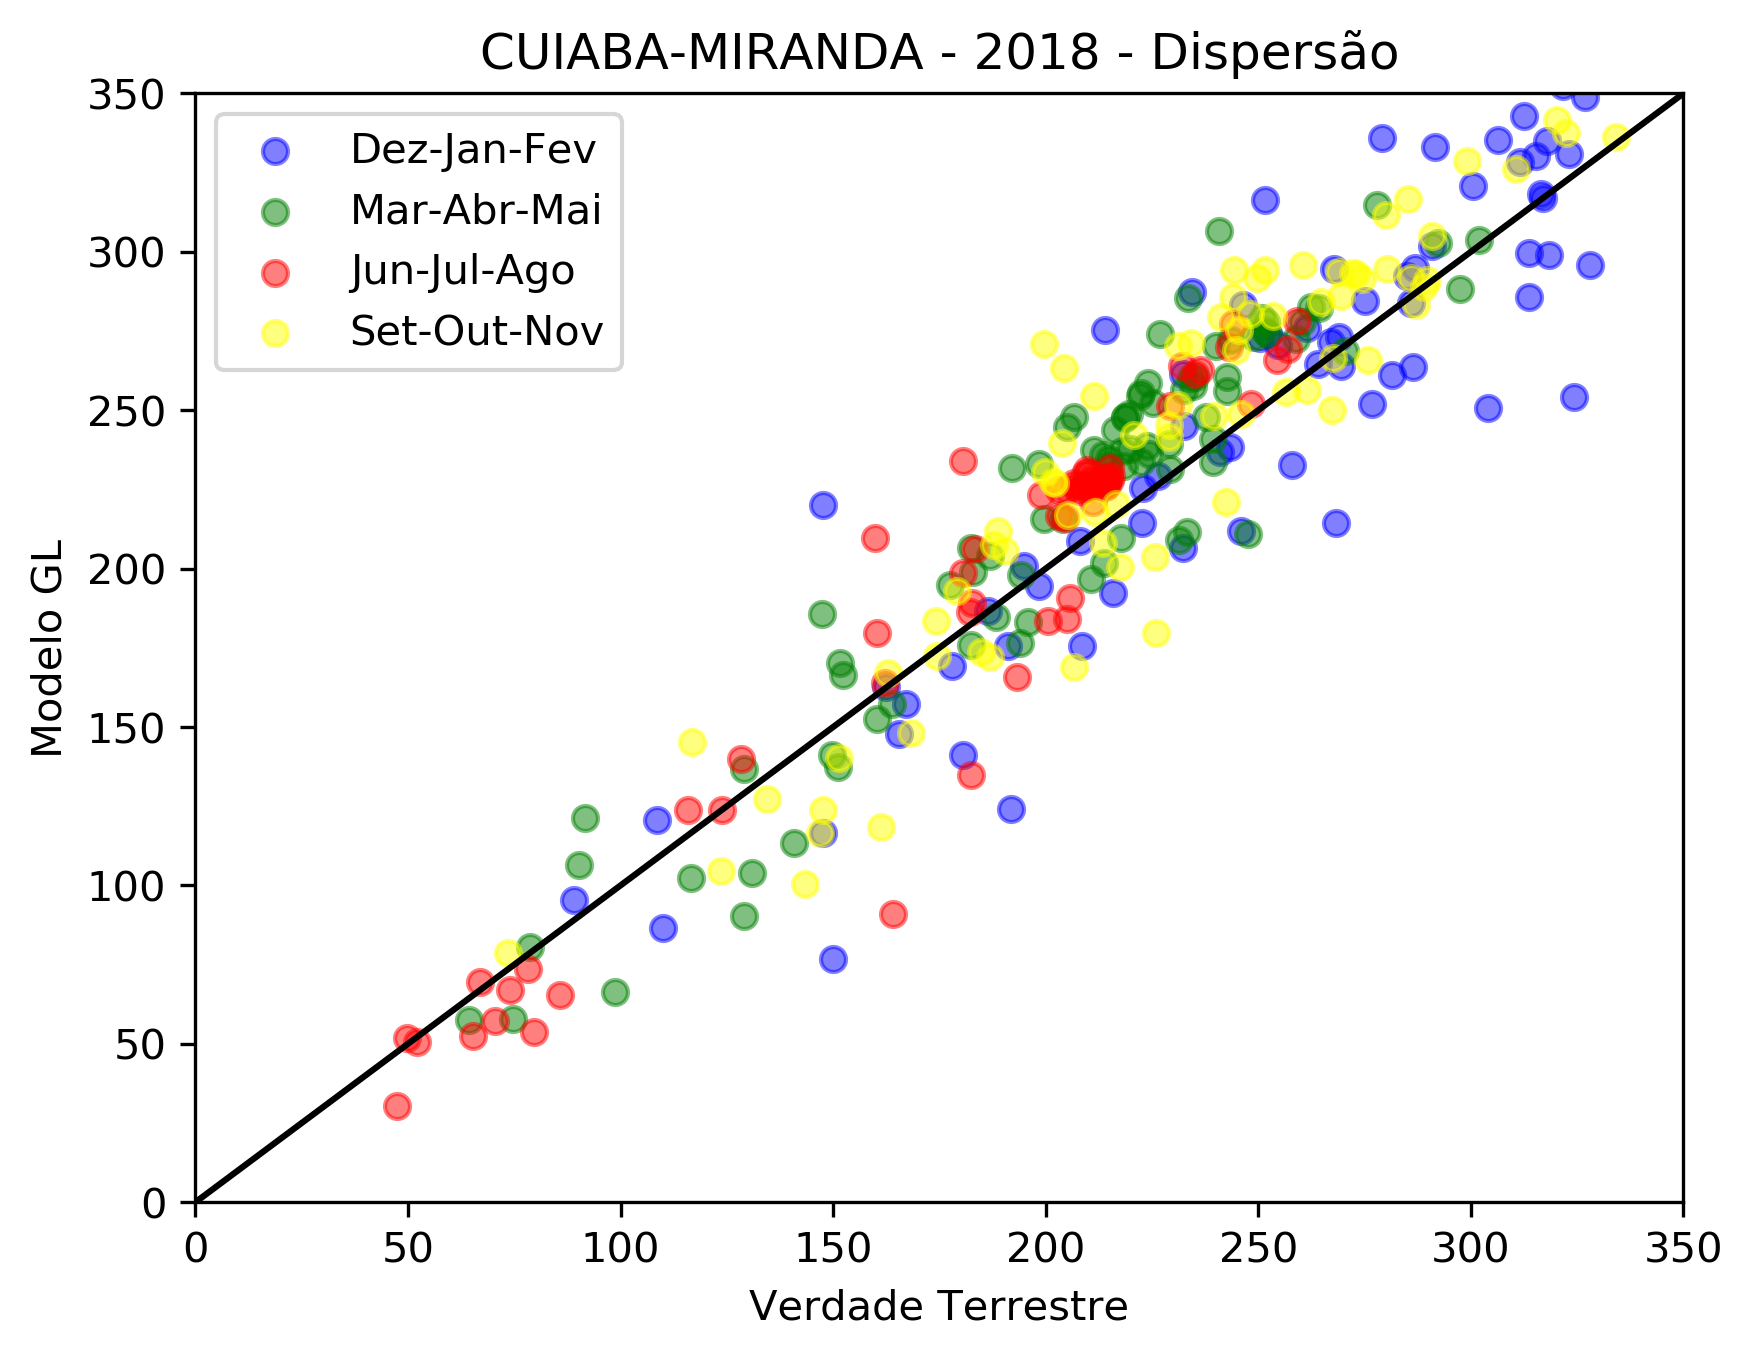 CUIABA-MIRANDA - 2018 - Dispersão
350
300
250
200
150
100
50
0
Modelo GL
Dez-Jan-Fev
Mar-Abr-Mai
Jun-Jul-Ago
Set-Out-Nov
0 50 100 150 200 250 300 350
Verdade Terrestre